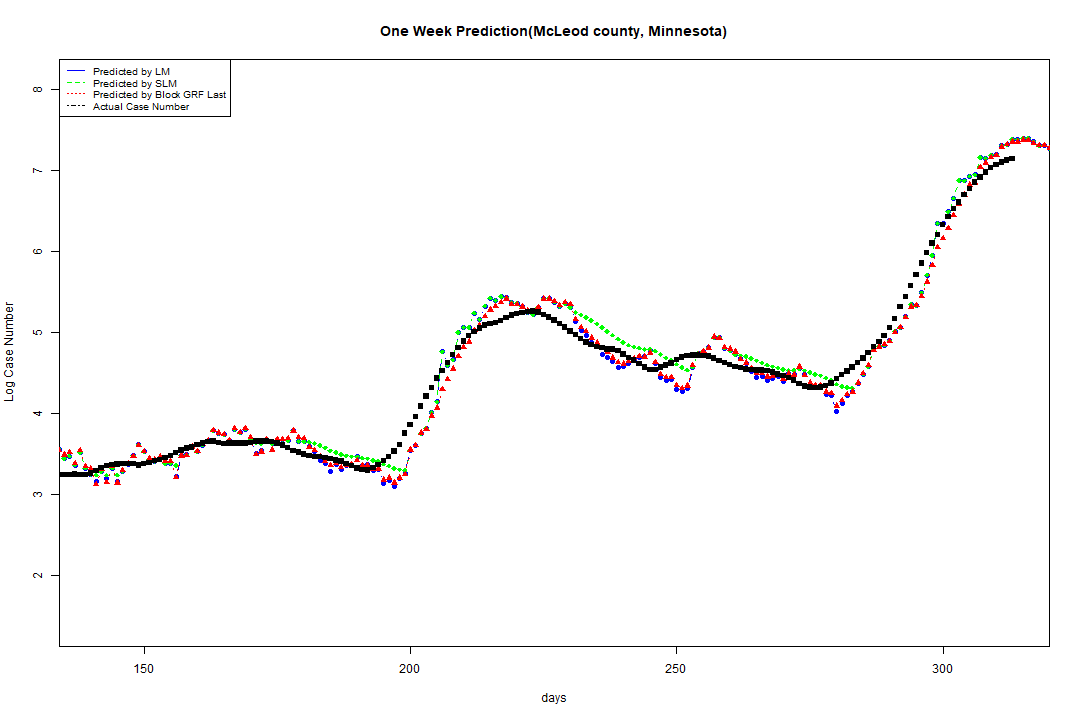 One Week Prediction(McLeod county, Minnesota)
Predicted by LM
Predicted by SLM
Predicted by Block GRF Last
Actual Case Number
8
7
6
5
4
3
2
Log Case Number
150 200 250 300
days